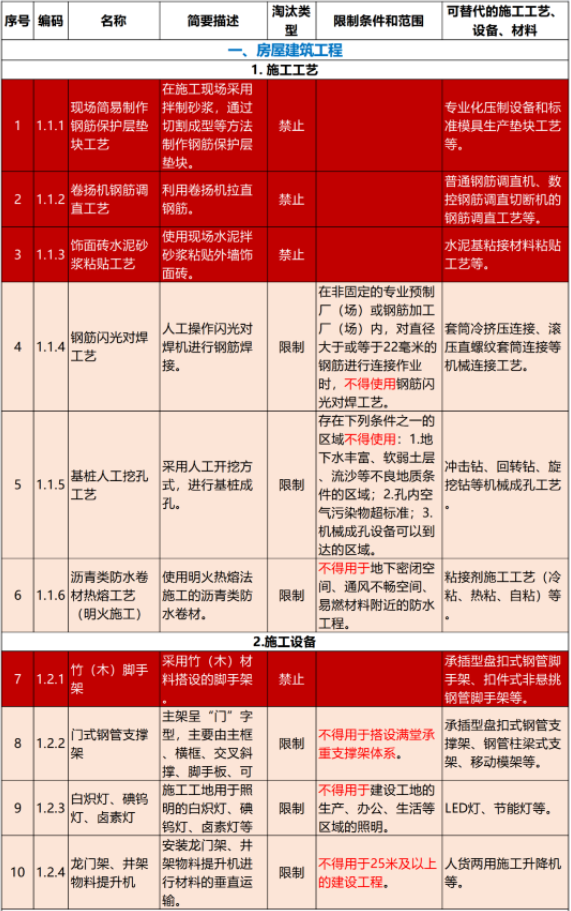 序号 编码 名称 简要描述 淘汰类型 限制条件和范围 可替代的施工工艺、设备、材料
一、房屋建筑工程
1. 施工工艺
1 1.1.1 现场简易制作钢筋保护层垫块工艺 在施工现场采用拌制砂浆，通过切割成型等方法制作钢筋保护层垫块。 禁止 专业化压制设备和标准模具生产垫块工艺等。
2 1.1.2 卷扬机钢筋调直工艺 利用卷扬机拉直钢筋。 禁止 普通钢筋调直机、数控钢筋调直切断机的钢筋调直工艺等。
3 1.1.3 饰面砖水泥砂浆粘贴工艺 使用现场水泥拌砂浆粘贴外墙饰面砖。 禁止 水泥基粘接材料粘贴工艺等。
4 1.1.4 钢筋闪光对焊工艺 人工操作闪光对焊机进行钢筋焊接。 限制 在非固定的专业预制厂（场）或钢筋加工厂（场）内，对直径大于或等于22毫米的钢筋进行连接作业时，不得使用钢筋闪光对焊工艺。 套筒冷挤压连接、滚压直螺纹套筒连接等机械连接工艺。
5 1.1.5 基桩人工挖孔工艺 采用人工开挖方式，进行基桩成孔。 限制 存在下列条件之一的区域不得使用：1.地下水丰富、软弱土层、流沙等不良地质条件的区域；2.孔内空气污染物超标准；3.机械成孔设备可以到达的区域。 冲击钻、回转钻、旋挖钻等机械成孔工艺。
6 1.1.6 沥青类防水卷材热熔工艺（明火施工） 使用明火热熔法施工的沥青类防水卷材。 限制 不得用于地下密闭空间、通风不畅空间、易燃材料附近的防水工程。 粘接剂施工工艺（冷粘、热粘、自粘）等。
2.施工设备
7 1.2.1 竹（木）脚手架 采用竹（木）材料搭设的脚手架。 禁止 承插型盘扣式钢管脚手架、扣件式非悬挑钢管脚手架等。
8 1.2.2 门式钢管支撑架 主架呈“门”字型，主要由主框、横框、交叉斜撑、脚手板、可 限制 不得用于搭设满堂承重支撑架体系。 承插型盘扣式钢管支撑架、钢管柱梁式支架、移动模架等。
9 1.2.3 白炽灯、碘钨灯、卤素灯 施工工地用于照明的白炽灯、碘钨灯、卤素灯等 限制 不得用于建设工地的生产、办公、生活等区域的照明。 LED灯、节能灯等。
10 1.2.4 龙门架、井架物料提升机 安装龙门架、井架物料提升机进行材料的垂直运输。 限制 不得用于25米及以上的建设工程。 人货两用施工升降机等。